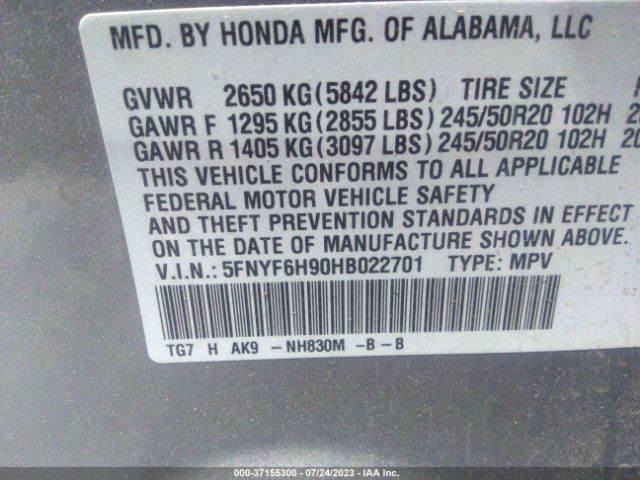 MFD. BY HONDA MFG. OF ALABAMA, LLC
GVWR 2650 KG(5842 LBS) TIRE SIZE
GAWR F 1295 KG(2855 LBS)245/50R20 102H
GAWR R 1405 KG(3097 LBS)245/50R20 102H
THIS VEHICLE CONFORMS TO ALL APPLICABLE
FEDERAL MOTOR VEHICLE SAFETY
AND THEFT PREVENTION STANDARDS IN EFFECT
ON THE DATE OF MANUFACTURE SHOWN ABOVE.
V.I.N.: 5FNYF6H90HB022701 TYPE: MPV
TG7 H AK9 -NH830M -B -B
000-37155300 - 07/24/2023 - IAA Inc.